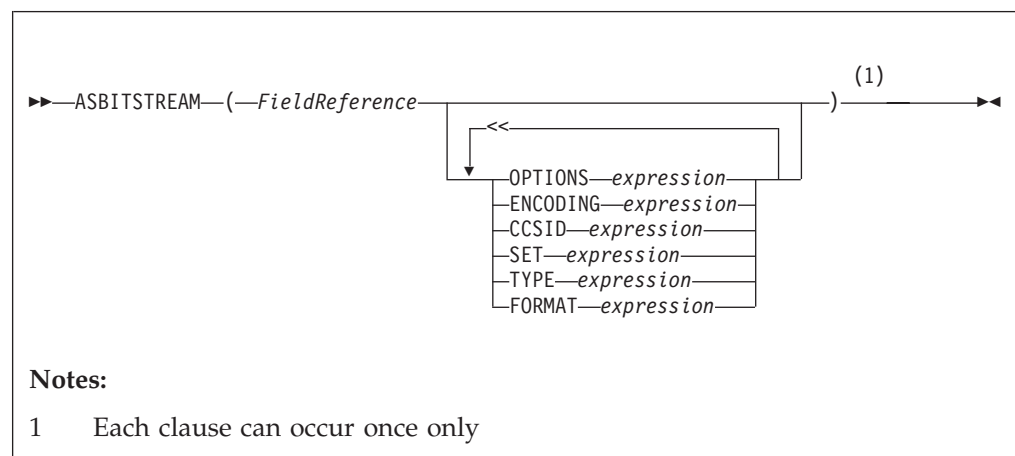 (1)
ASBITSTREAM ( FieldReference )
<<
OPTIONS expression
ENCODING expression
CCSID expression
SET expression
TYPE expression
FORMAT expression
Notes:
1 Each clause can occur once only